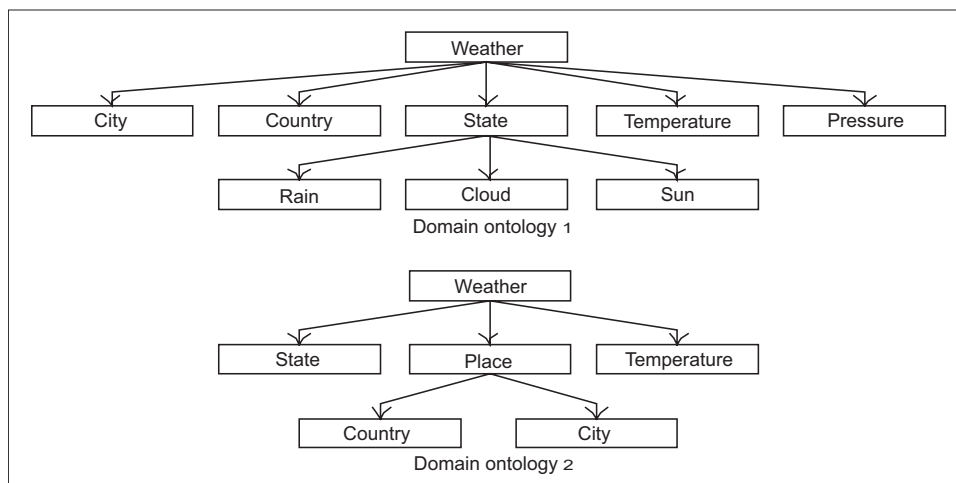 Weather
City Country State Temperature Pressure
Rain Cloud Sun
Domain ontology 1
Weather
State Place Temperature
Country City
Domain ontology 2